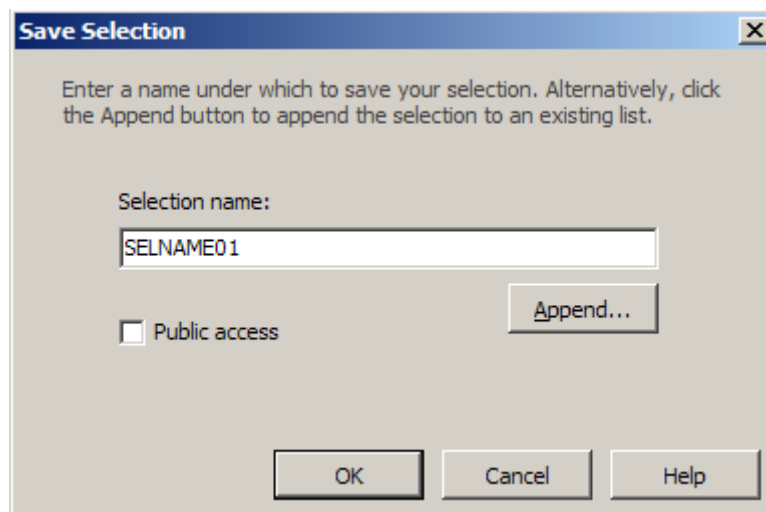 Save Selection
Enter a name under which to save your selection. Alternatively, click
the Append button to append the selection to an existing list.
Selection name:
SELNAME01
Append...
Public access
OK Cancel Help